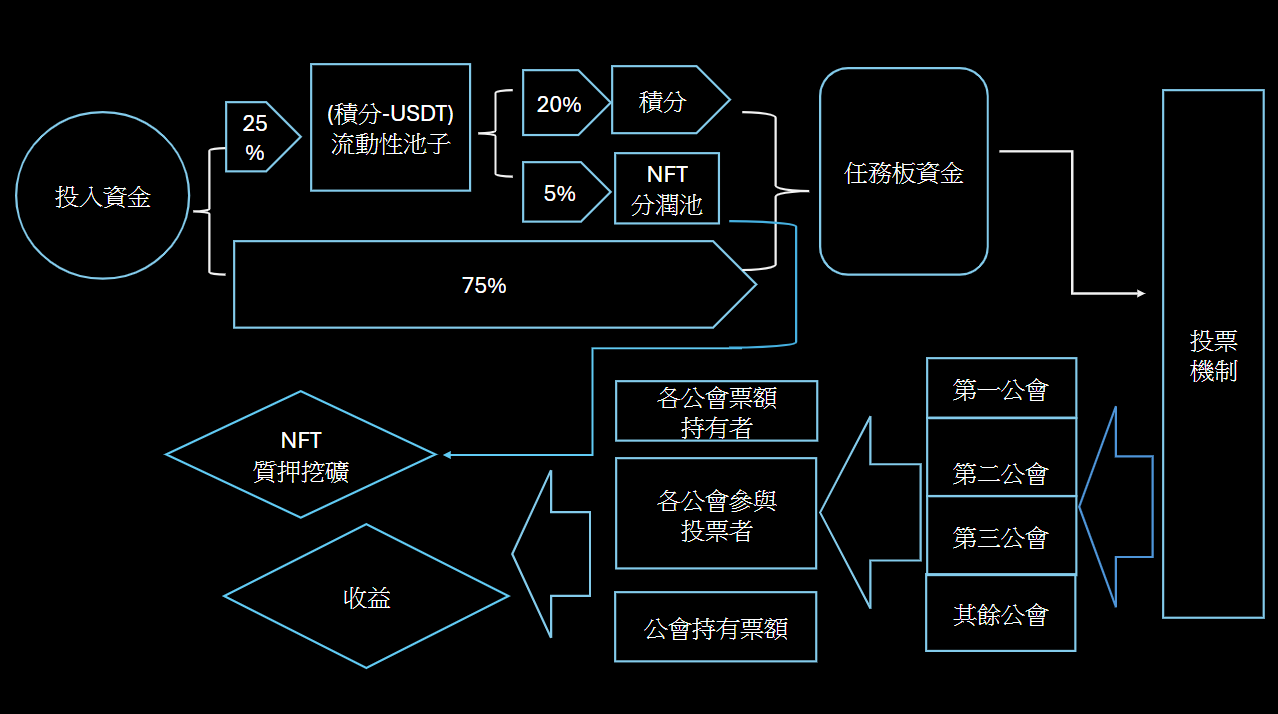 投入資金
25
%
(積分-USDT)
流動性池子
20%
積分
5%
NFT
分潤池
75%
任務板資金
投票
機制
第一公會
第二公會
第三公會
其餘公會
各公會票額
持有者
各公會參與
投票者
公會持有票額
NFT
質押挖礦
收益